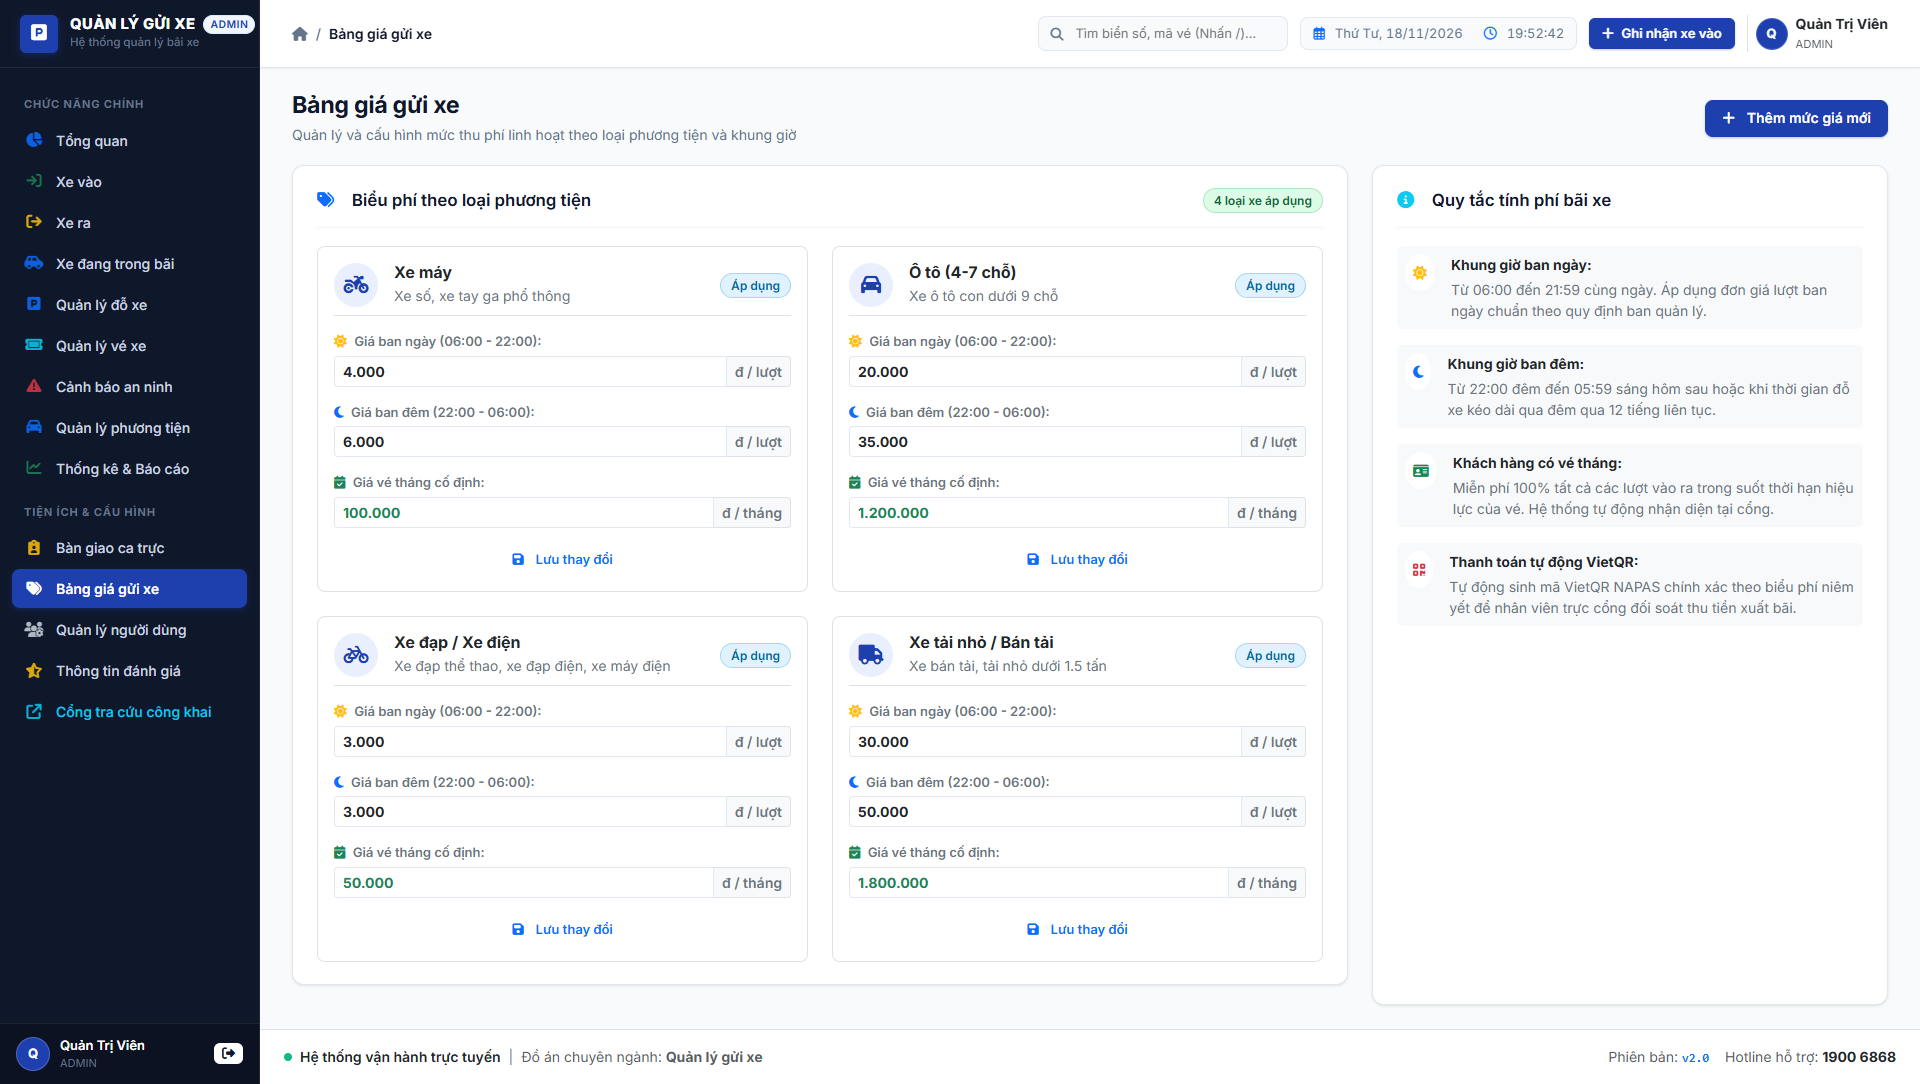 QUẢN LÝ GỬI XE ADMIN
Hệ thống quản lý bãi xe
CHỨC NĂNG CHÍNH
Tổng quan
Xe vào
Xe ra
Xe đang trong bãi
Quản lý đỗ xe
Quản lý vé xe
Cảnh báo an ninh
Quản lý phương tiện
Thống kê & Báo cáo
TIỆN ÍCH & CẤU HÌNH
Bàn giao ca trực
Bảng giá gửi xe
Quản lý người dùng
Thông tin đánh giá
Cổng tra cứu công khai
Q Quản Trị Viên
ADMIN
/ Bảng giá gửi xe
Tìm biển số, mã vé (Nhấn /)...
Thứ Tư, 18/11/2026 19:52:42
Ghi nhận xe vào
Q Quản Trị Viên
ADMIN
Bảng giá gửi xe
Quản lý và cấu hình mức thu phí linh hoạt theo loại phương tiện và khung giờ
Thêm mức giá mới
Biểu phí theo loại phương tiện
4 loại xe áp dụng
Xe máy
Xe số, xe tay ga phổ thông
Áp dụng
Giá ban ngày (06:00 - 22:00):
4.000 đ / lượt
Giá ban đêm (22:00 - 06:00):
6.000 đ / lượt
Giá vé tháng cố định:
100.000 đ / tháng
Lưu thay đổi
Ô tô (4-7 chỗ)
Xe ô tô con dưới 9 chỗ
Áp dụng
Giá ban ngày (06:00 - 22:00):
20.000 đ / lượt
Giá ban đêm (22:00 - 06:00):
35.000 đ / lượt
Giá vé tháng cố định:
1.200.000 đ / tháng
Lưu thay đổi
Xe đạp / Xe điện
Xe đạp thể thao, xe đạp điện, xe máy điện
Áp dụng
Giá ban ngày (06:00 - 22:00):
3.000 đ / lượt
Giá ban đêm (22:00 - 06:00):
3.000 đ / lượt
Giá vé tháng cố định:
50.000 đ / tháng
Lưu thay đổi
Xe tải nhỏ / Bán tải
Xe bán tải, tải nhỏ dưới 1.5 tấn
Áp dụng
Giá ban ngày (06:00 - 22:00):
30.000 đ / lượt
Giá ban đêm (22:00 - 06:00):
50.000 đ / lượt
Giá vé tháng cố định:
1.800.000 đ / tháng
Lưu thay đổi
Quy tắc tính phí bãi xe
Khung giờ ban ngày:
Từ 06:00 đến 21:59 cùng ngày. Áp dụng đơn giá lượt ban
ngày chuẩn theo quy định ban quản lý.
Khung giờ ban đêm:
Từ 22:00 đêm đến 05:59 sáng hôm sau hoặc khi thời gian đỗ
xe kéo dài qua đêm qua 12 tiếng liên tục.
Khách hàng có vé tháng:
Miễn phí 100% tất cả các lượt vào ra trong suốt thời hạn hiệu
lực của vé. Hệ thống tự động nhận diện tại cổng.
Thanh toán tự động VietQR:
Tự động sinh mã VietQR NAPAS chính xác theo biểu phí niêm
yết để nhân viên trực cổng đối soát thu tiền xuất bãi.
Hệ thống vận hành trực tuyến | Đồ án chuyên ngành: Quản lý gửi xe
Phiên bản: v2.0 Hotline hỗ trợ: 1900 6868